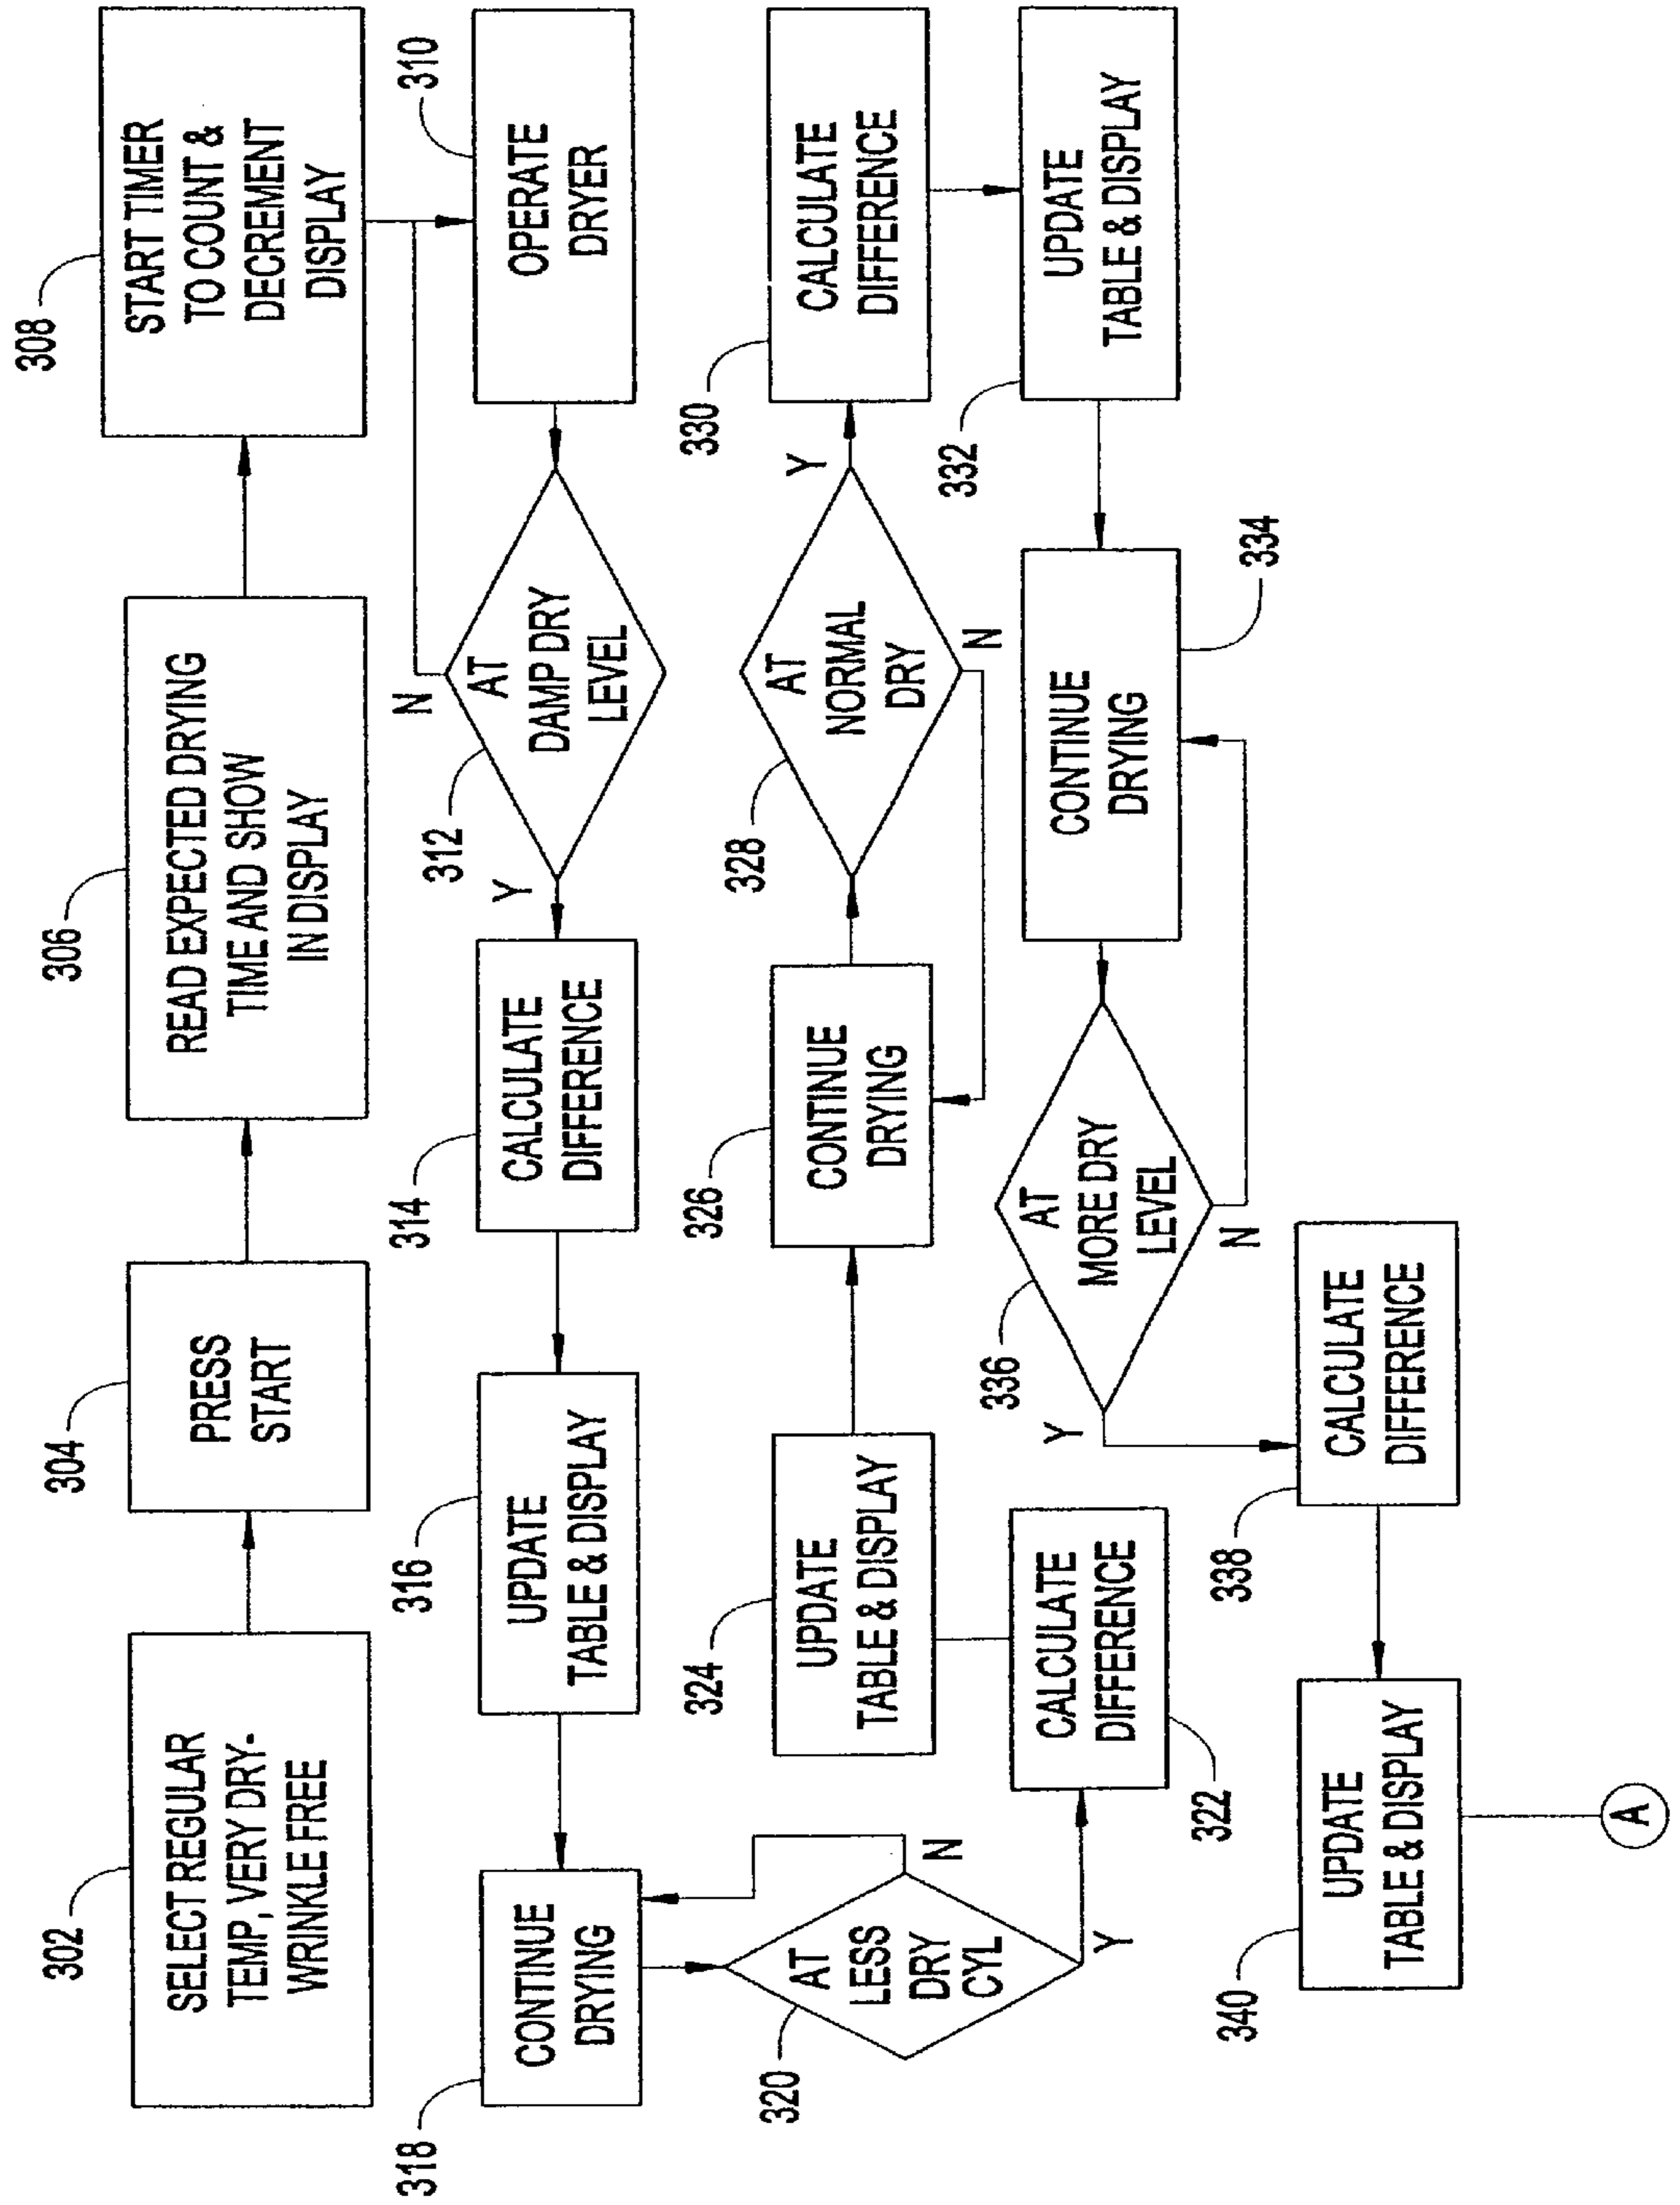 302
SELECT REGULAR
TEMP, VERY DRY-
WRINKLE FREE
304
PRESS
START
306
READ EXPECTED DRYING
TIME AND SHOW
IN DISPLAY
308
START TIMER
TO COUNT &
DECREMENT
DISPLAY
310
OPERATE
DRYER
312
AT
DAMP DRY
LEVEL
N
Y
314
CALCULATE
DIFFERENCE
316
UPDATE
TABLE & DISPLAY
318
CONTINUE
DRYING
320
AT
LESS
DRY
CYL
N
Y
322
CALCULATE
DIFFERENCE
324
UPDATE
TABLE & DISPLAY
326
CONTINUE
DRYING
328
AT
NORMAL
DRY
Y
N
330
CALCULATE
DIFFERENCE
332
UPDATE
TABLE & DISPLAY
334
CONTINUE
DRYING
336
AT
MORE DRY
LEVEL
Y
N
338
CALCULATE
DIFFERENCE
340
UPDATE
TABLE & DISPLAY
A